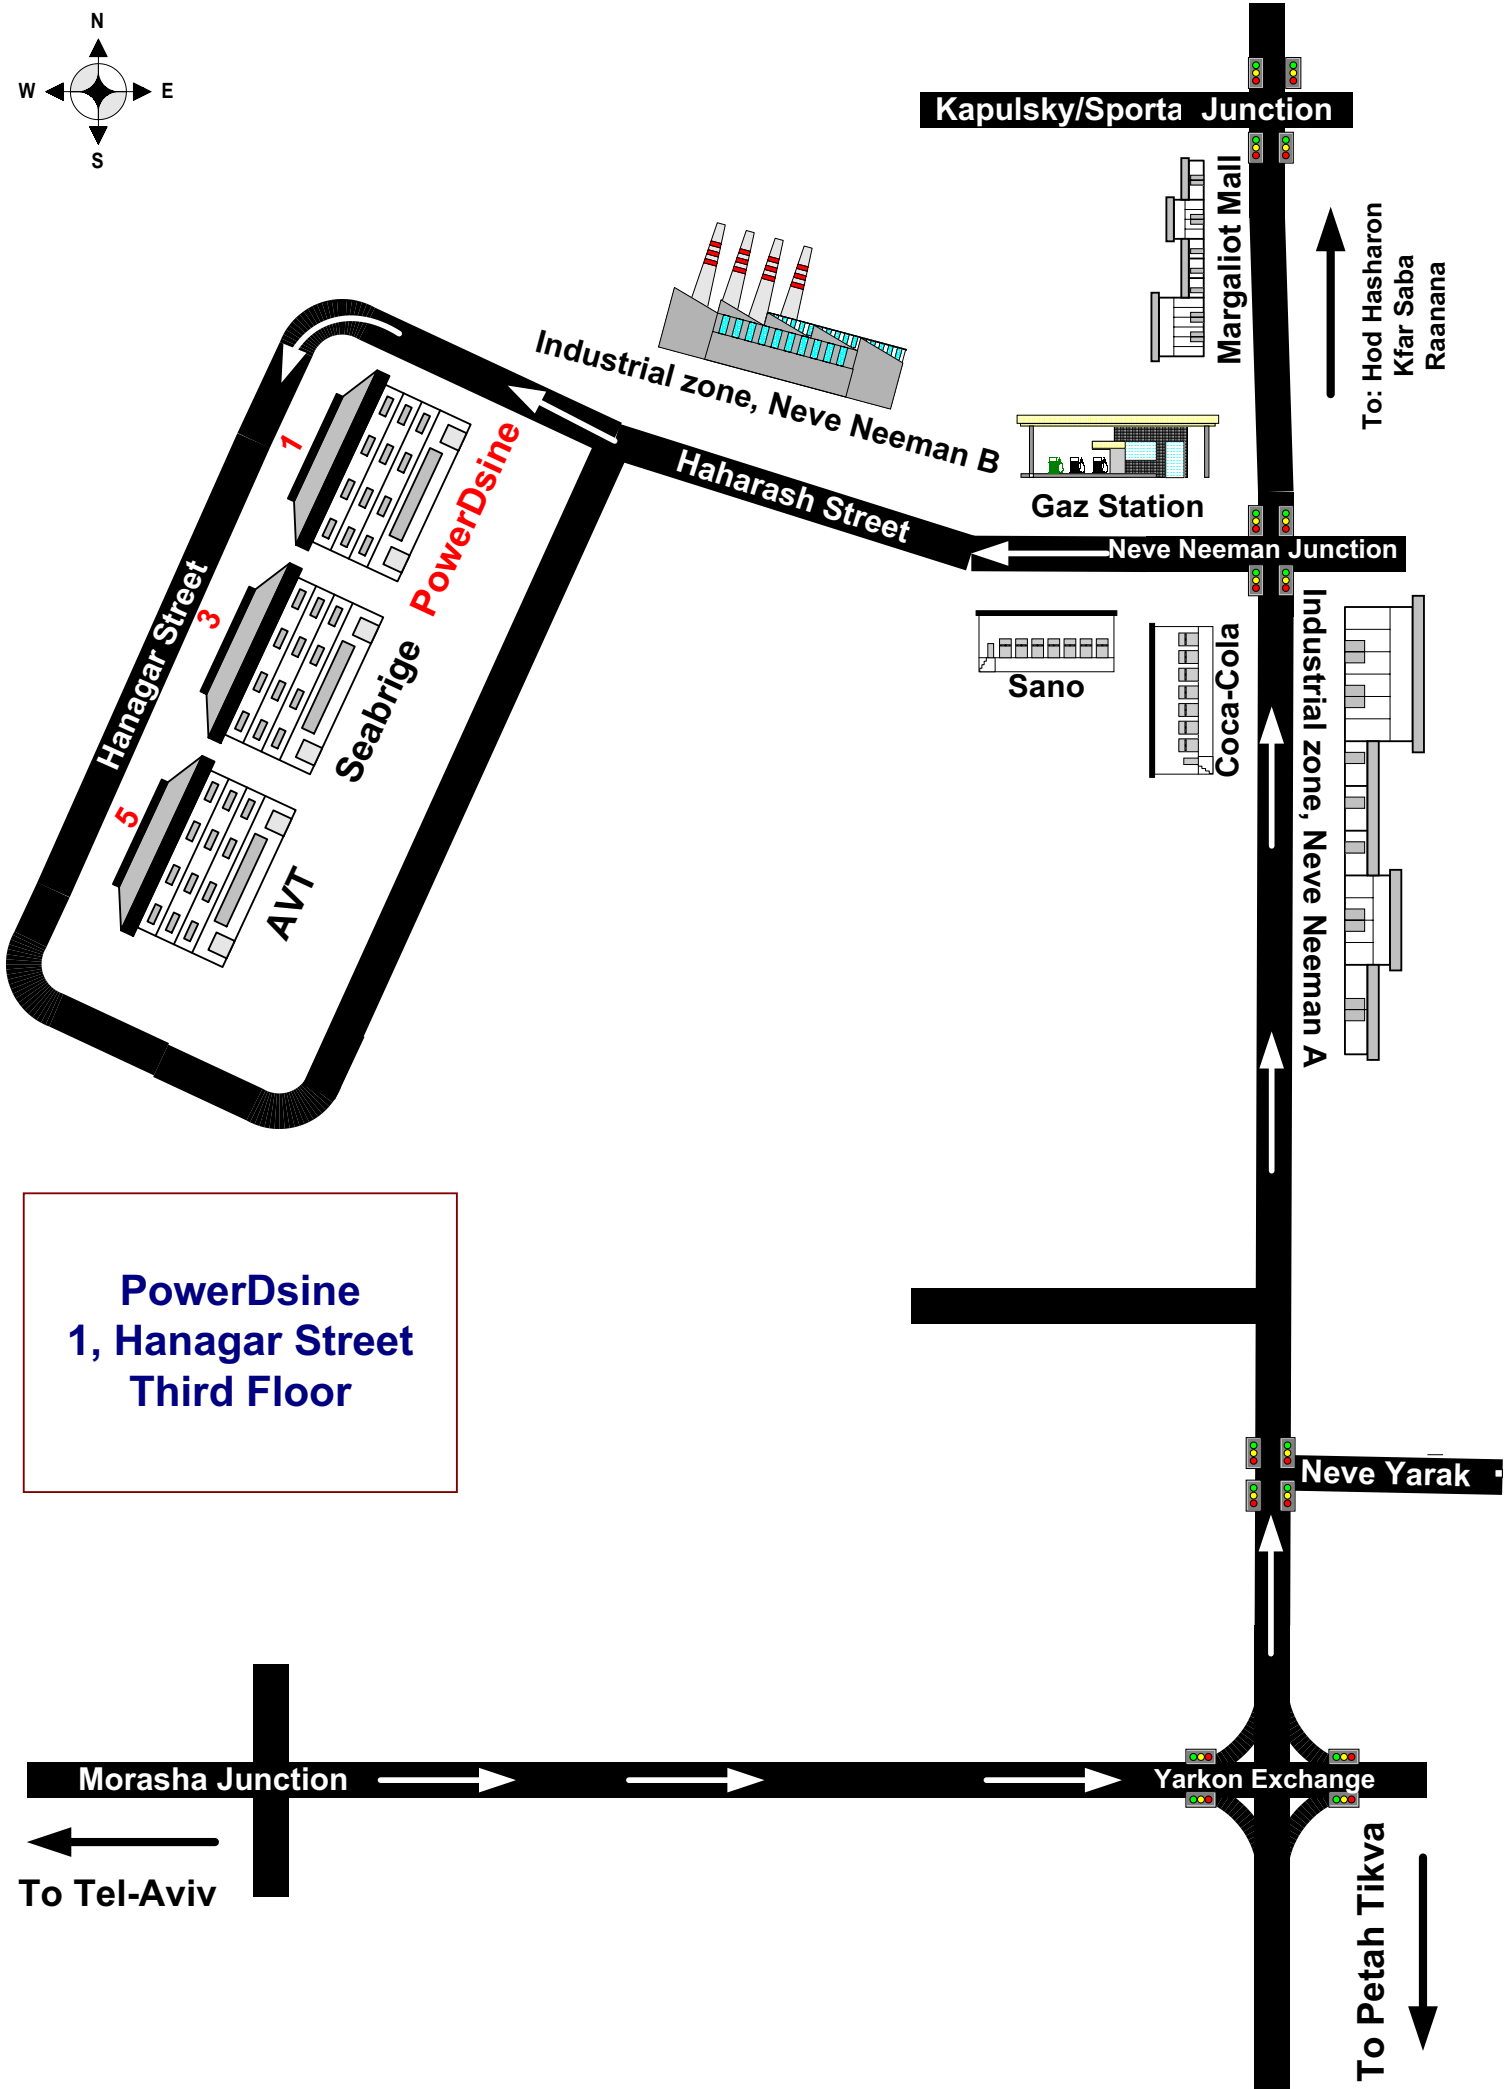 N
W E
S
Kapulsky/Sporta Junction
Margaliot Mall
To: Hod Hasharon
Kfar Saba
Raanana
Industrial zone, Neve Neeman B
Haharash Street
Gaz Station
Neve Neeman Junction
1
PowerDsine
3
Seabrige
5
AVT
Hanagar Street
Sano
Coca-Cola
Industrial zone, Neve Neeman A
PowerDsine
1, Hanagar Street
Third Floor
Neve Yarak
Morasha Junction
Yarkon Exchange
To Tel-Aviv
To Petah Tikva